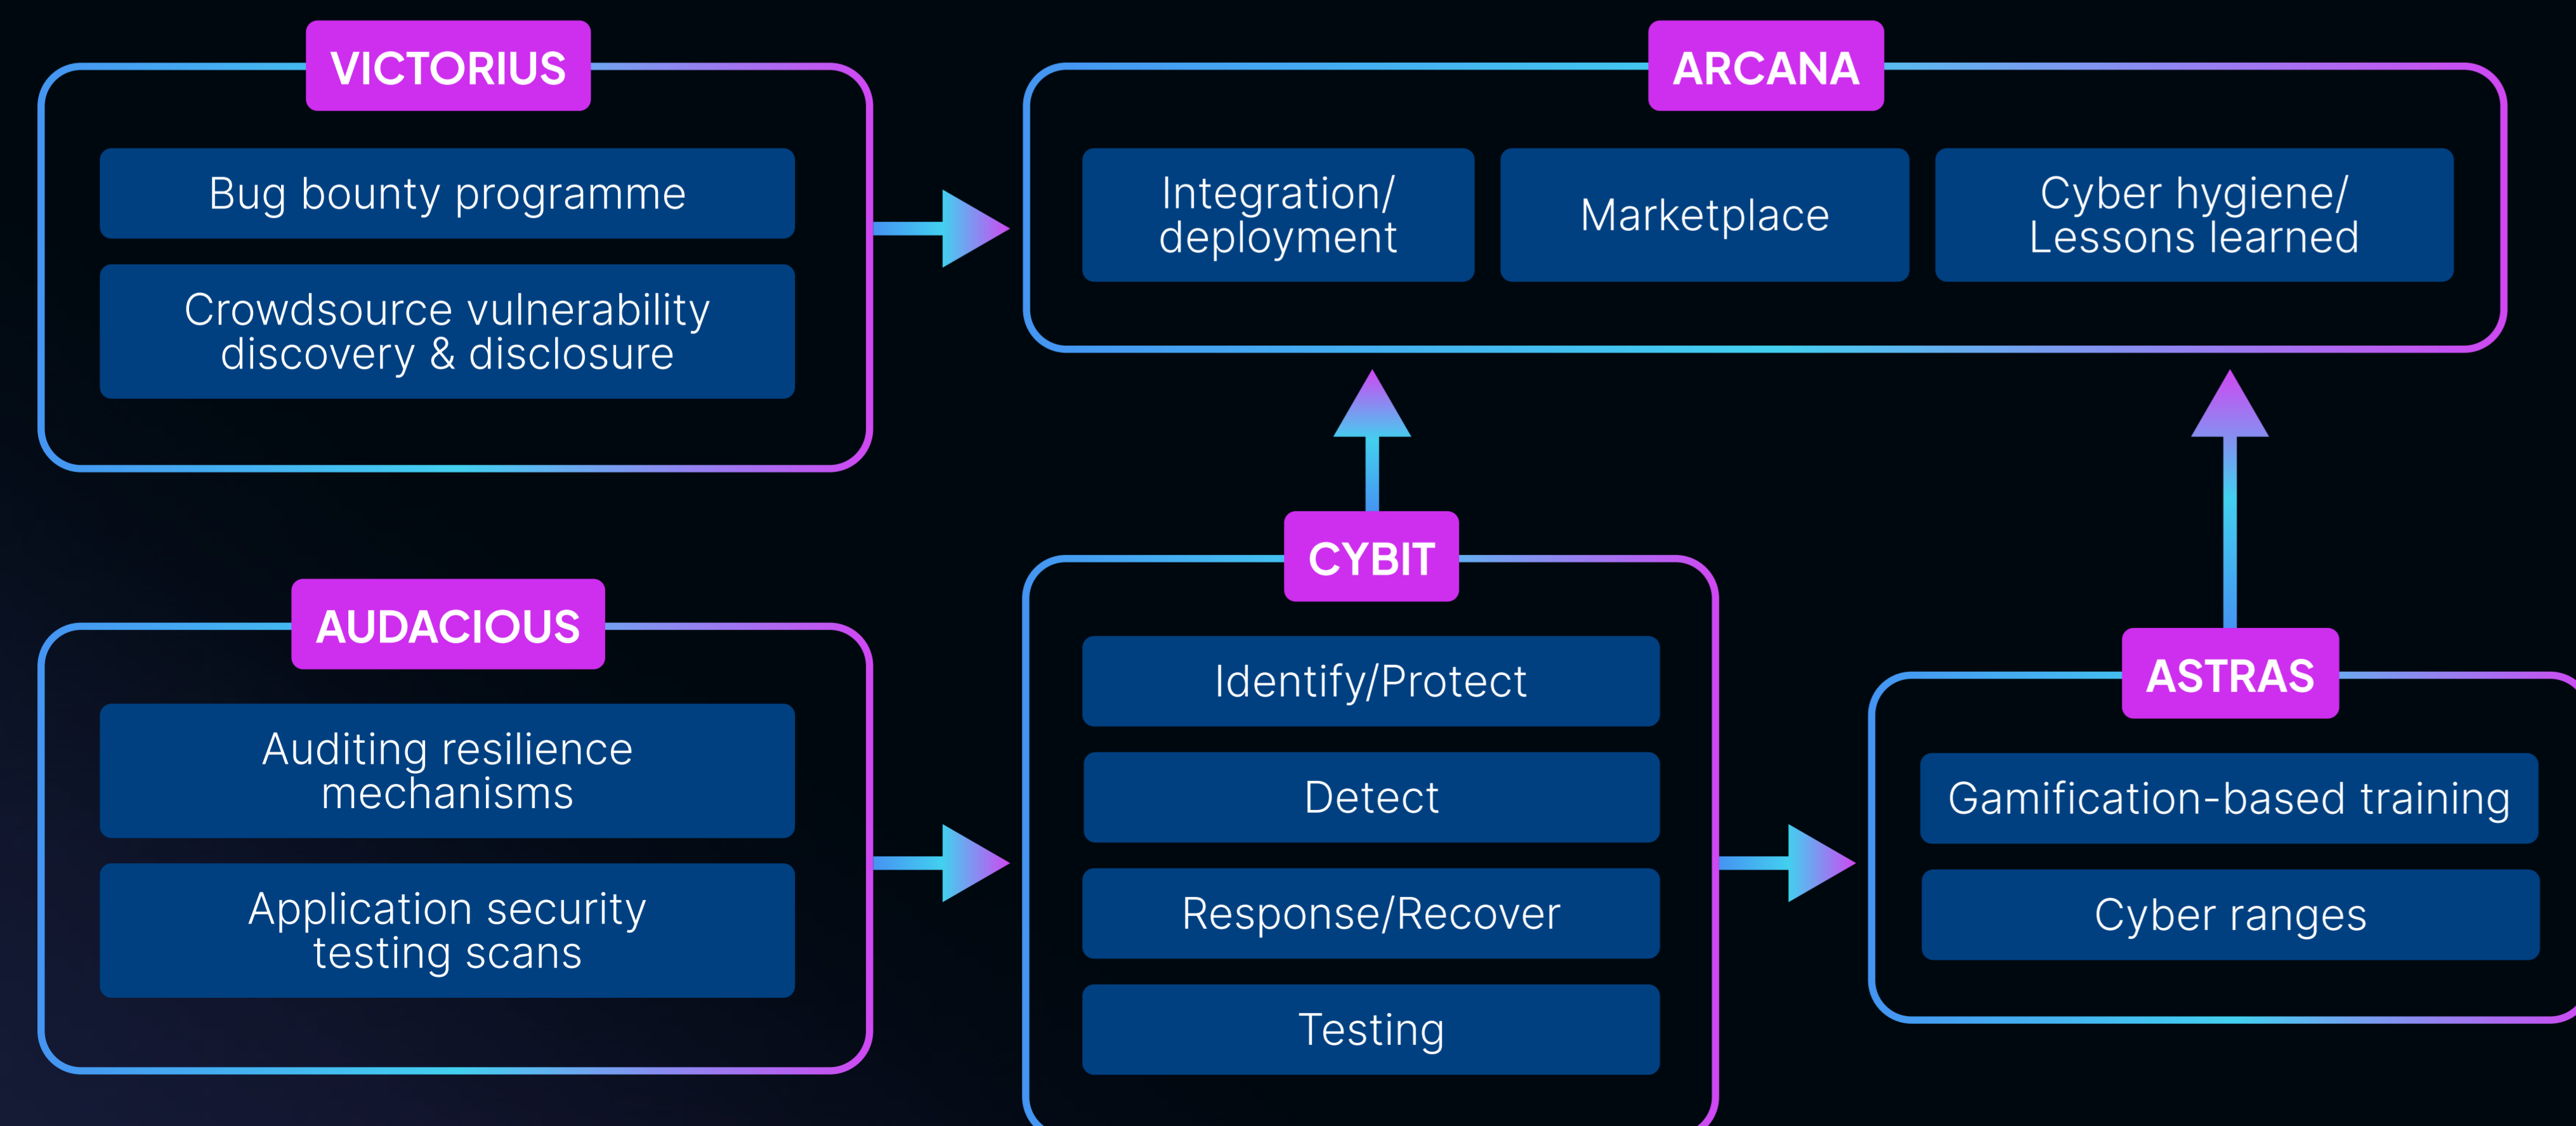 VICTORIUS
Bug bounty programme
Crowdsource vulnerability
discovery & disclosure
ARCANA
Integration/
deployment
Marketplace
Cyber hygiene/
Lessons learned
AUDACIOUS
Auditing resilience
mechanisms
Application security
testing scans
CYBIT
Identify/Protect
Detect
Response/Recover
Testing
ASTRAS
Gamification-based training
Cyber ranges